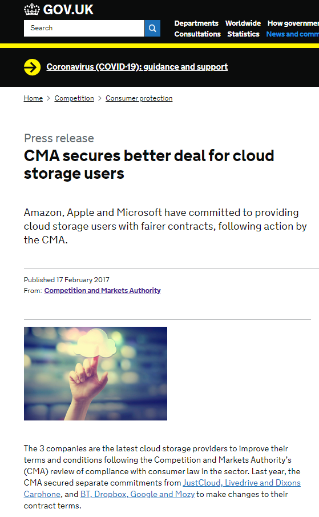 GOV.UK
Search
Departments Worldwide How governme
Consultations Statistics News and comm
Coronavirus (COVID-19): guidance and support
Home > Competition > Consumer protection
Press release
CMA secures better deal for cloud
storage users
Amazon, Apple and Microsoft have committed to providing
cloud storage users with fairer contracts, following action by
the CMA.
Published 17 February 2017
From: Competition and Markets Authority
The 3 companies are the latest cloud storage providers to improve their
terms and conditions following the Competition and Markets Authority's
(CMA) review of compliance with consumer law in the sector. Last year, the
CMA secured separate commitments from JustCloud, Livedrive and Dixons
Carphone, and BT, Dropbox, Google and Mozy to make changes to their
contract terms.